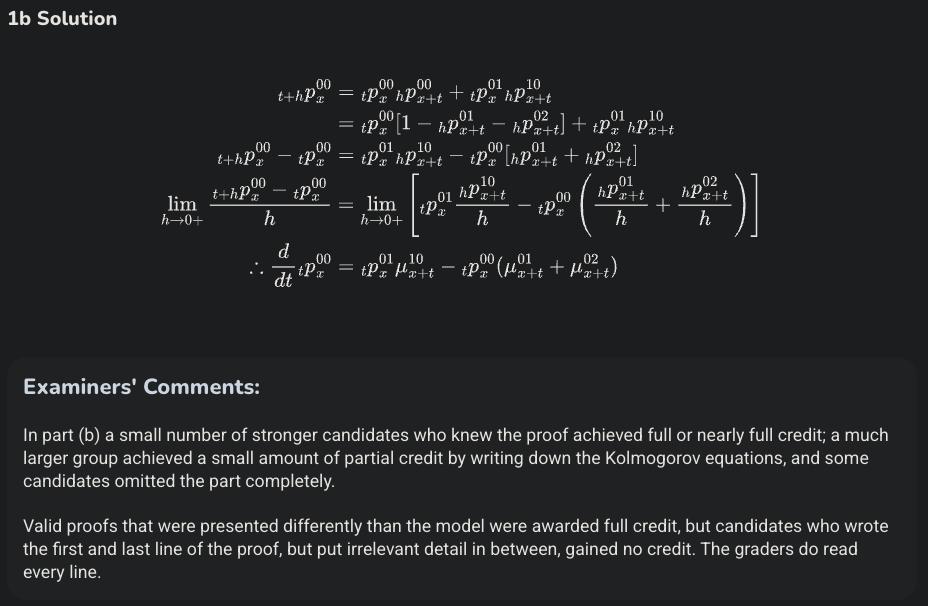 1b Solution
${}_{t+h}p_x^{00} = {}_tp_x^{00}\,{}_hp_{x+t}^{00} + {}_tp_x^{01}\,{}_hp_{x+t}^{10}$
$= {}_tp_x^{00}[1 - {}_hp_{x+t}^{01} - {}_hp_{x+t}^{02}] + {}_tp_x^{01}\,{}_hp_{x+t}^{10}$
${}_{t+h}p_x^{00} - {}_tp_x^{00} = {}_tp_x^{01}\,{}_hp_{x+t}^{10} - {}_tp_x^{00}[{}_hp_{x+t}^{01} + {}_hp_{x+t}^{02}]$
$\lim_{h \to 0+} \frac{{}_{t+h}p_x^{00} - {}_tp_x^{00}}{h} = \lim_{h \to 0+} \left[ {}_tp_x^{01} \frac{{}_hp_{x+t}^{10}}{h} - {}_tp_x^{00} \left( \frac{{}_hp_{x+t}^{01}}{h} + \frac{{}_hp_{x+t}^{02}}{h} \right) \right]$
$\therefore \frac{d}{dt} {}_tp_x^{00} = {}_tp_x^{01} \mu_{x+t}^{10} - {}_tp_x^{00} (\mu_{x+t}^{01} + \mu_{x+t}^{02})$
Examiners' Comments:
In part (b) a small number of stronger candidates who knew the proof achieved full or nearly full credit; a much
larger group achieved a small amount of partial credit by writing down the Kolmogorov equations, and some
candidates omitted the part completely.
Valid proofs that were presented differently than the model were awarded full credit, but candidates who wrote
the first and last line of the proof, but put irrelevant detail in between, gained no credit. The graders do read
every line.